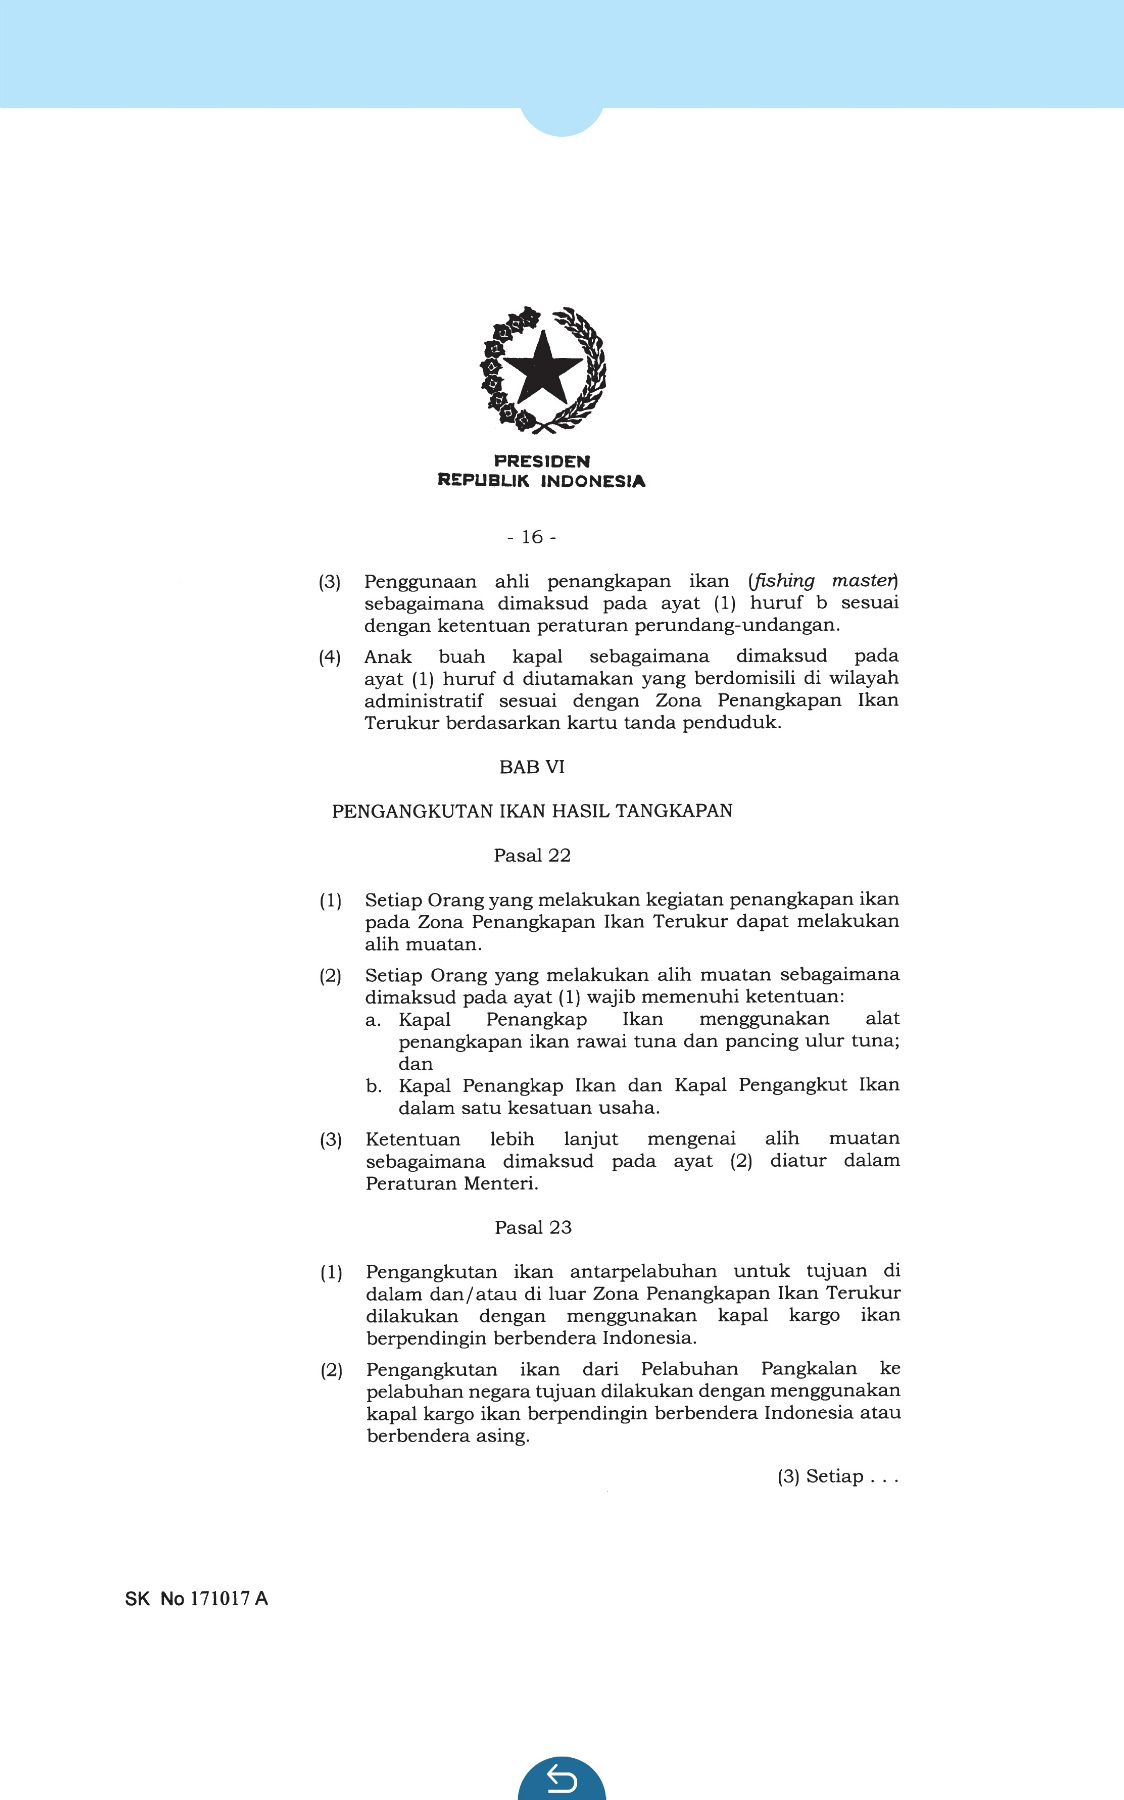 PRESIDEN
REPUBLIK INDONESIA
- 16 -
(3) Penggunaan ahli penangkapan ikan (fishing master)
sebagaimana dimaksud pada ayat (1) huruf b sesuai
dengan ketentuan peraturan perundang-undangan.
(4) Anak buah kapal sebagaimana dimaksud pada
ayat (1) huruf d diutamakan yang berdomisili di wilayah
administratif sesuai dengan Zona Penangkapan Ikan
Terukur berdasarkan kartu tanda penduduk.
BAB VI
PENGANGKUTAN IKAN HASIL TANGKAPAN
Pasal 22
(1) Setiap Orang yang melakukan kegiatan penangkapan ikan
pada Zona Penangkapan Ikan Terukur dapat melakukan
alih muatan.
(2) Setiap Orang yang melakukan alih muatan sebagaimana
dimaksud pada ayat (1) wajib memenuhi ketentuan:
a. Kapal Penangkap Ikan menggunakan alat
penangkapan ikan rawai tuna dan pancing ulur tuna;
dan
b. Kapal Penangkap Ikan dan Kapal Pengangkut Ikan
dalam satu kesatuan usaha.
(3) Ketentuan lebih lanjut mengenai alih muatan
sebagaimana dimaksud pada ayat (2) diatur dalam
Peraturan Menteri.
Pasal 23
(1) Pengangkutan ikan antarpelabuhan untuk tujuan di
dalam dan/atau di luar Zona Penangkapan Ikan Terukur
dilakukan dengan menggunakan kapal kargo ikan
berpendingin berbendera Indonesia.
(2) Pengangkutan ikan dari Pelabuhan Pangkalan ke
pelabuhan negara tujuan dilakukan dengan menggunakan
kapal kargo ikan berpendingin berbendera Indonesia atau
berbendera asing.
(3) Setiap . . .
SK No 171017 A